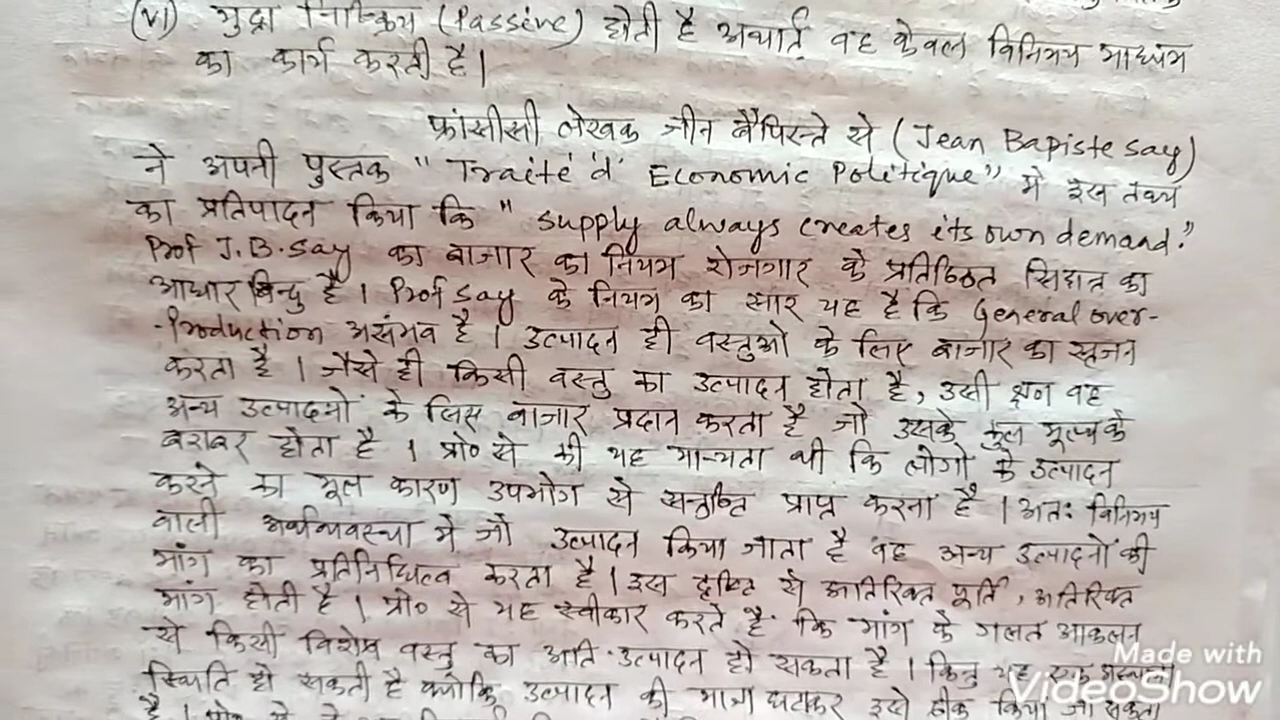 (vi) मुद्रा निष्क्रिय (Passive) होती है अर्थात् वह केवल विनिमय माध्यम
का कार्य करती है।
फ्रांसीसी लेखक जीन बैपिस्ते से (Jean Bapiste say)
ने अपनी पुस्तक "Traité d' Economic Politique" में इस तथ्य
का प्रतिपादन किया कि "supply always creates its own demand."
Prof J.B. Say का बाजार का नियम रोजगार के प्रतिष्ठित सिद्धान्त का
आधार बिन्दु है। Prof Say के नियम का सार यह है कि General over-
Production असंभव है। उत्पादन ही वस्तुओ के लिए बाजार का सृजन
करता है। जैसे ही किसी वस्तु का उत्पादन होता है, उसी क्षण वह
अन्य उत्पादनों के लिए बाजार प्रदान करता है जो उसके कुल मूल्य के
बराबर होता है। प्रो० से की यह मान्यता थी कि लोगो के उत्पादन
करने का मूल कारण उपभोग से सन्तुष्टि प्राप्त करना है। अतः विनिमय
वाली अर्थव्यवस्था मे जो उत्पादन किया जाता है वह अन्य उत्पादनों की
मांग का प्रतिनिधित्व करता है। इस दृष्टि से अतिरिक्त पूर्ति, अतिरिक्त
मांग होती है। प्रो० से यह स्वीकार करते है कि मांग के गलत आकलन
से किसी विशेष वस्तु का अति-उत्पादन हो सकता है। किन्तु यह एक
स्थिति हो सकती है क्योंकि उत्पादन की मात्रा घटाकर इसे ठीक किया जा सकता
है।
Made with
VideoShow